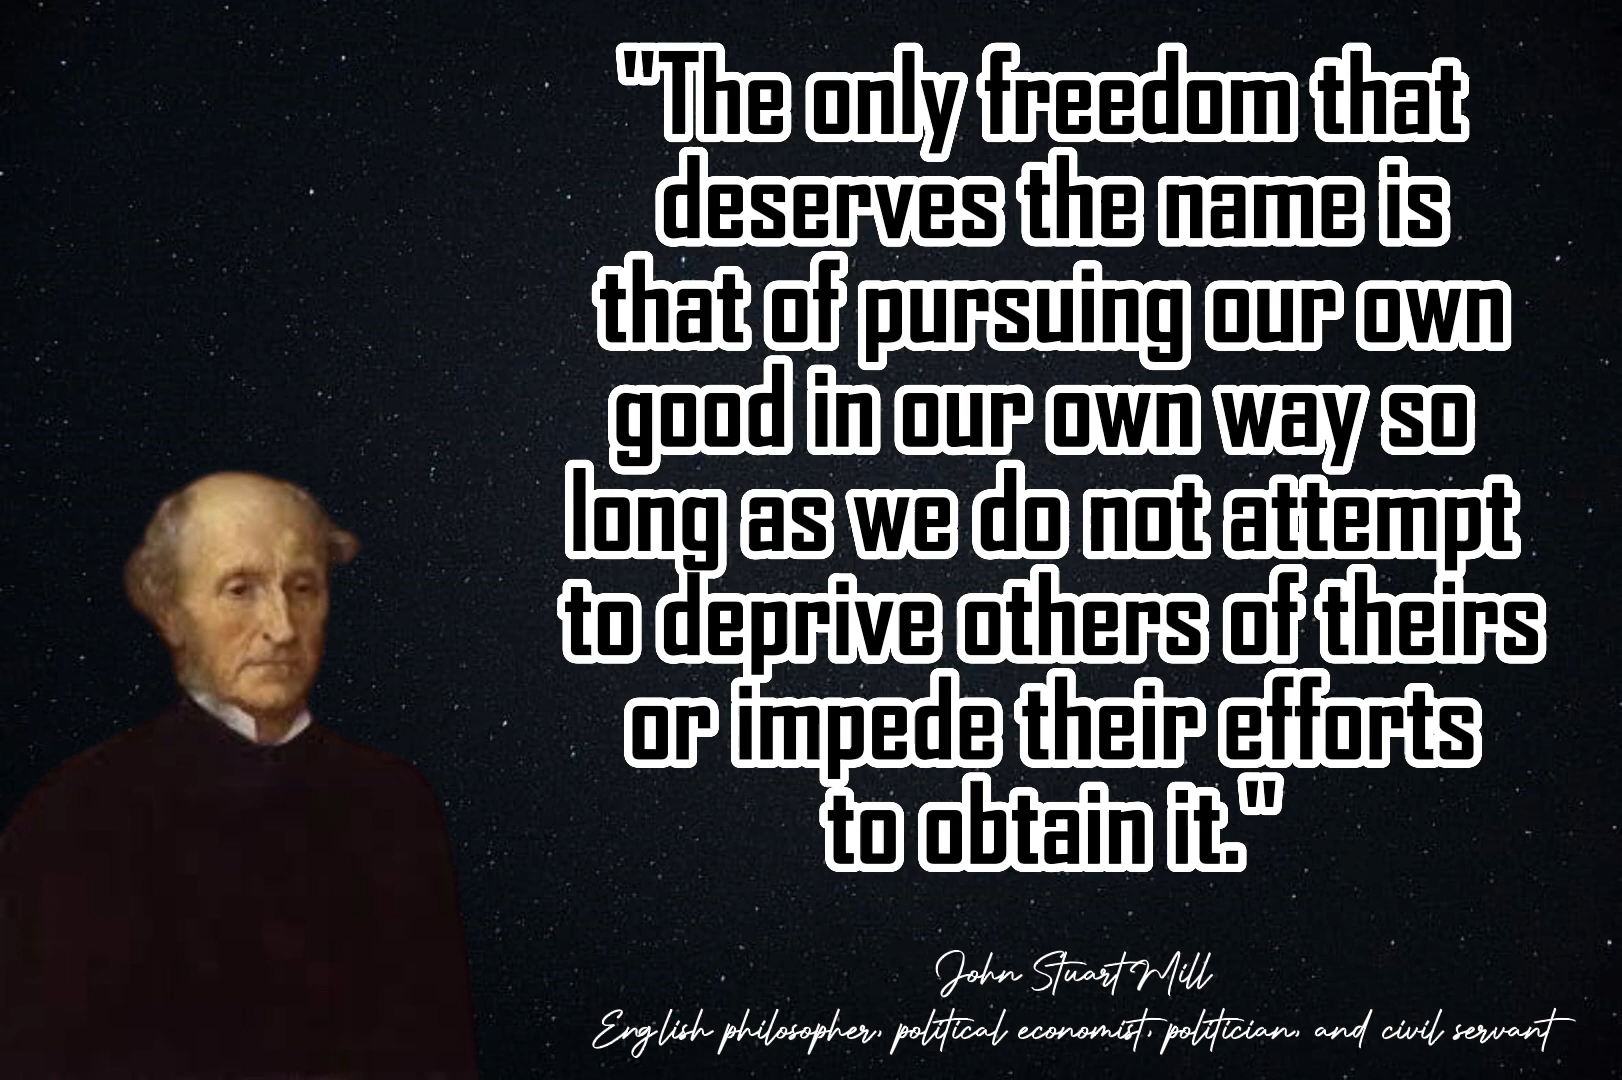 "The only freedom that
deserves the name is
that of pursuing our own
good in our own way so
long as we do not attempt
to deprive others of theirs
or impede their efforts
to obtain it."
John Stuart Mill
English philosopher, political economist, politician, and civil servant